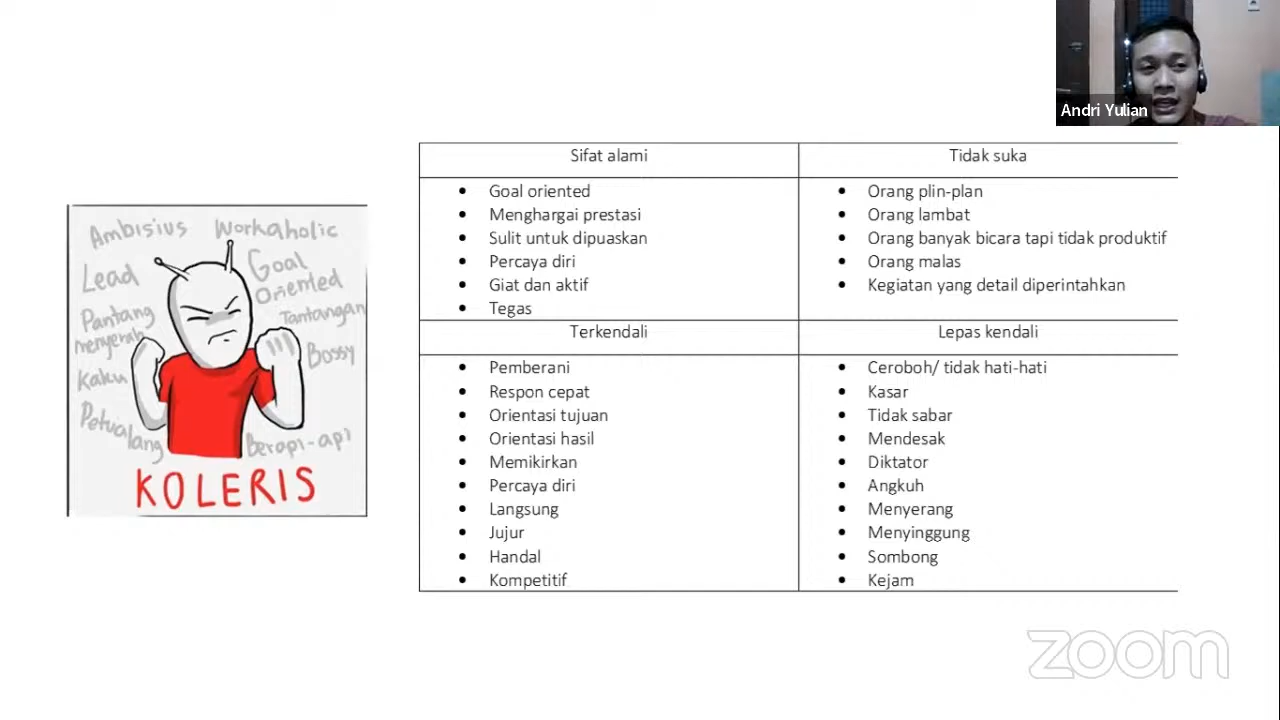 Andri Yulian
Ambisius Workaholic
Lead Goal Oriented
Pantang menyerah Tantangan
Kaku Bossy
Petualang Berapi-api
KOLERIS
Sifat alami
Goal oriented
Menghargai prestasi
Sulit untuk dipuaskan
Percaya diri
Giat dan aktif
Tegas
Tidak suka
Orang plin-plan
Orang lambat
Orang banyak bicara tapi tidak produktif
Orang malas
Kegiatan yang detail diperintahkan
Terkendali
Pemberani
Respon cepat
Orientasi tujuan
Orientasi hasil
Memikirkan
Percaya diri
Langsung
Jujur
Handal
Kompetitif
Lepas kendali
Ceroboh/ tidak hati-hati
Kasar
Tidak sabar
Mendesak
Diktator
Angkuh
Menyerang
Menyinggung
Sombong
Kejam
zoom